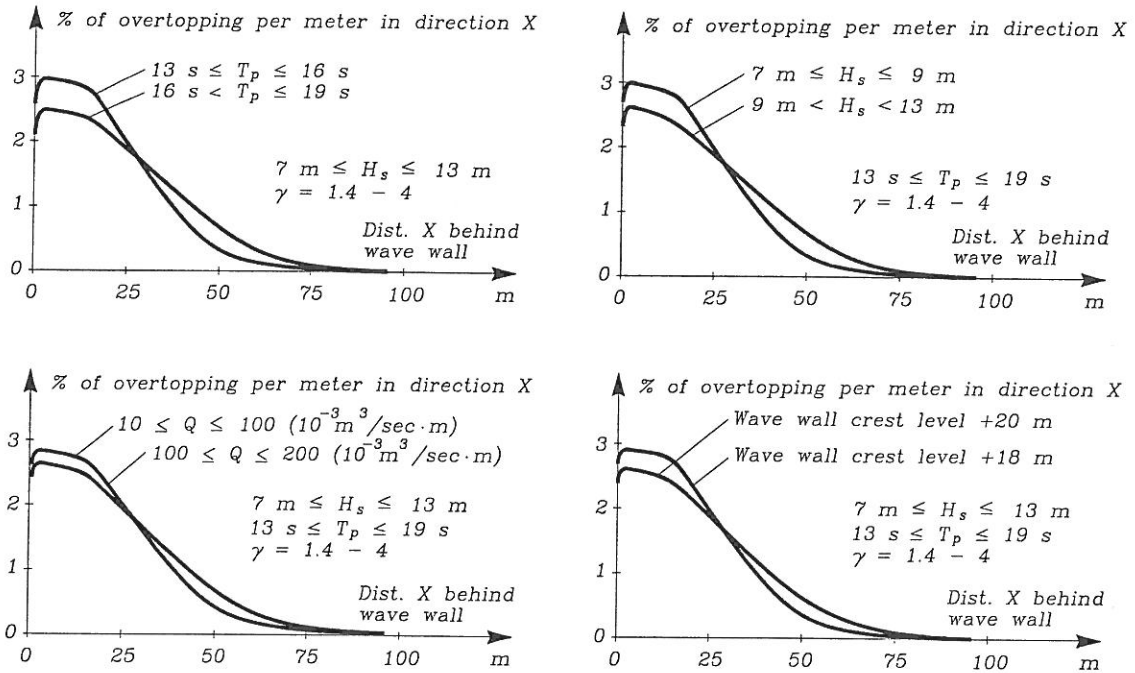 % of overtopping per meter in direction X
3
2
1
0
13 s ≤ Tp ≤ 16 s
16 s < Tp ≤ 19 s
7 m ≤ Hs ≤ 13 m
γ = 1.4 – 4
Dist. X behind
wave wall
0 25 50 75 100 m
% of overtopping per meter in direction X
3
2
1
0
7 m ≤ Hs ≤ 9 m
9 m < Hs < 13 m
13 s ≤ Tp ≤ 19 s
γ = 1.4 – 4
Dist. X behind
wave wall
0 25 50 75 100 m
% of overtopping per meter in direction X
3
2
1
0
10 ≤ Q ≤ 100 (10⁻³m³/sec·m)
100 ≤ Q ≤ 200 (10⁻³m³/sec·m)
7 m ≤ Hs ≤ 13 m
13 s ≤ Tp ≤ 19 s
γ = 1.4 – 4
Dist. X behind
wave wall
0 25 50 75 100 m
% of overtopping per meter in direction X
3
2
1
0
Wave wall crest level +20 m
Wave wall crest level +18 m
7 m ≤ Hs ≤ 13 m
13 s ≤ Tp ≤ 19 s
γ = 1.4 – 4
Dist. X behind
wave wall
0 25 50 75 100 m